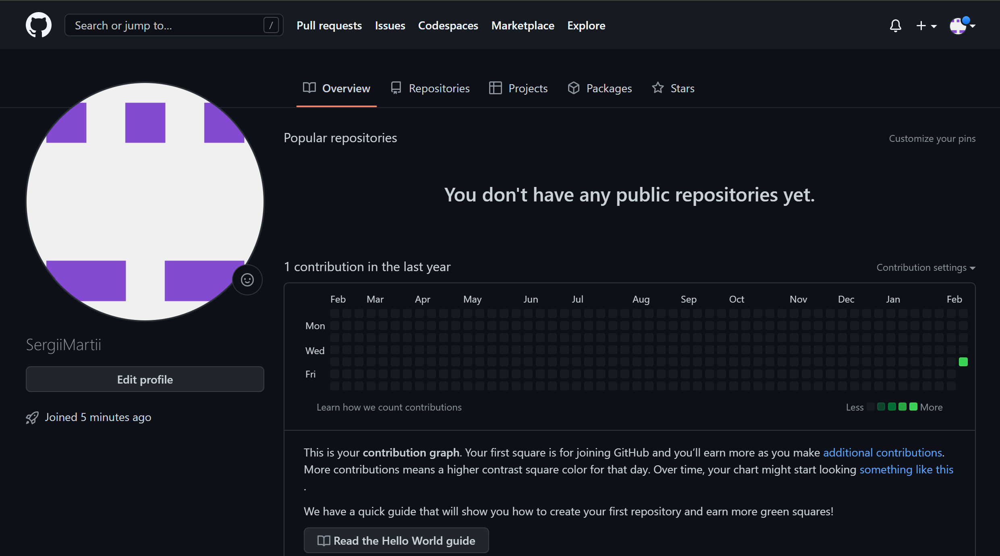 Search or jump to...
/
Pull requests
Issues
Codespaces
Marketplace
Explore
Overview
Repositories
Projects
Packages
Stars
Popular repositories
Customize your pins
You don't have any public repositories yet.
1 contribution in the last year
Contribution settings
Feb Mar Apr May Jun Jul Aug Sep Oct Nov Dec Jan Feb
Mon
Wed
Fri
Learn how we count contributions
Less
More
SergiiMartii
Edit profile
Joined 5 minutes ago
This is your contribution graph. Your first square is for joining GitHub and you’ll earn more as you make additional contributions.
More contributions means a higher contrast square color for that day. Over time, your chart might start looking something like this
.
We have a quick guide that will show you how to create your first repository and earn more green squares!
Read the Hello World guide